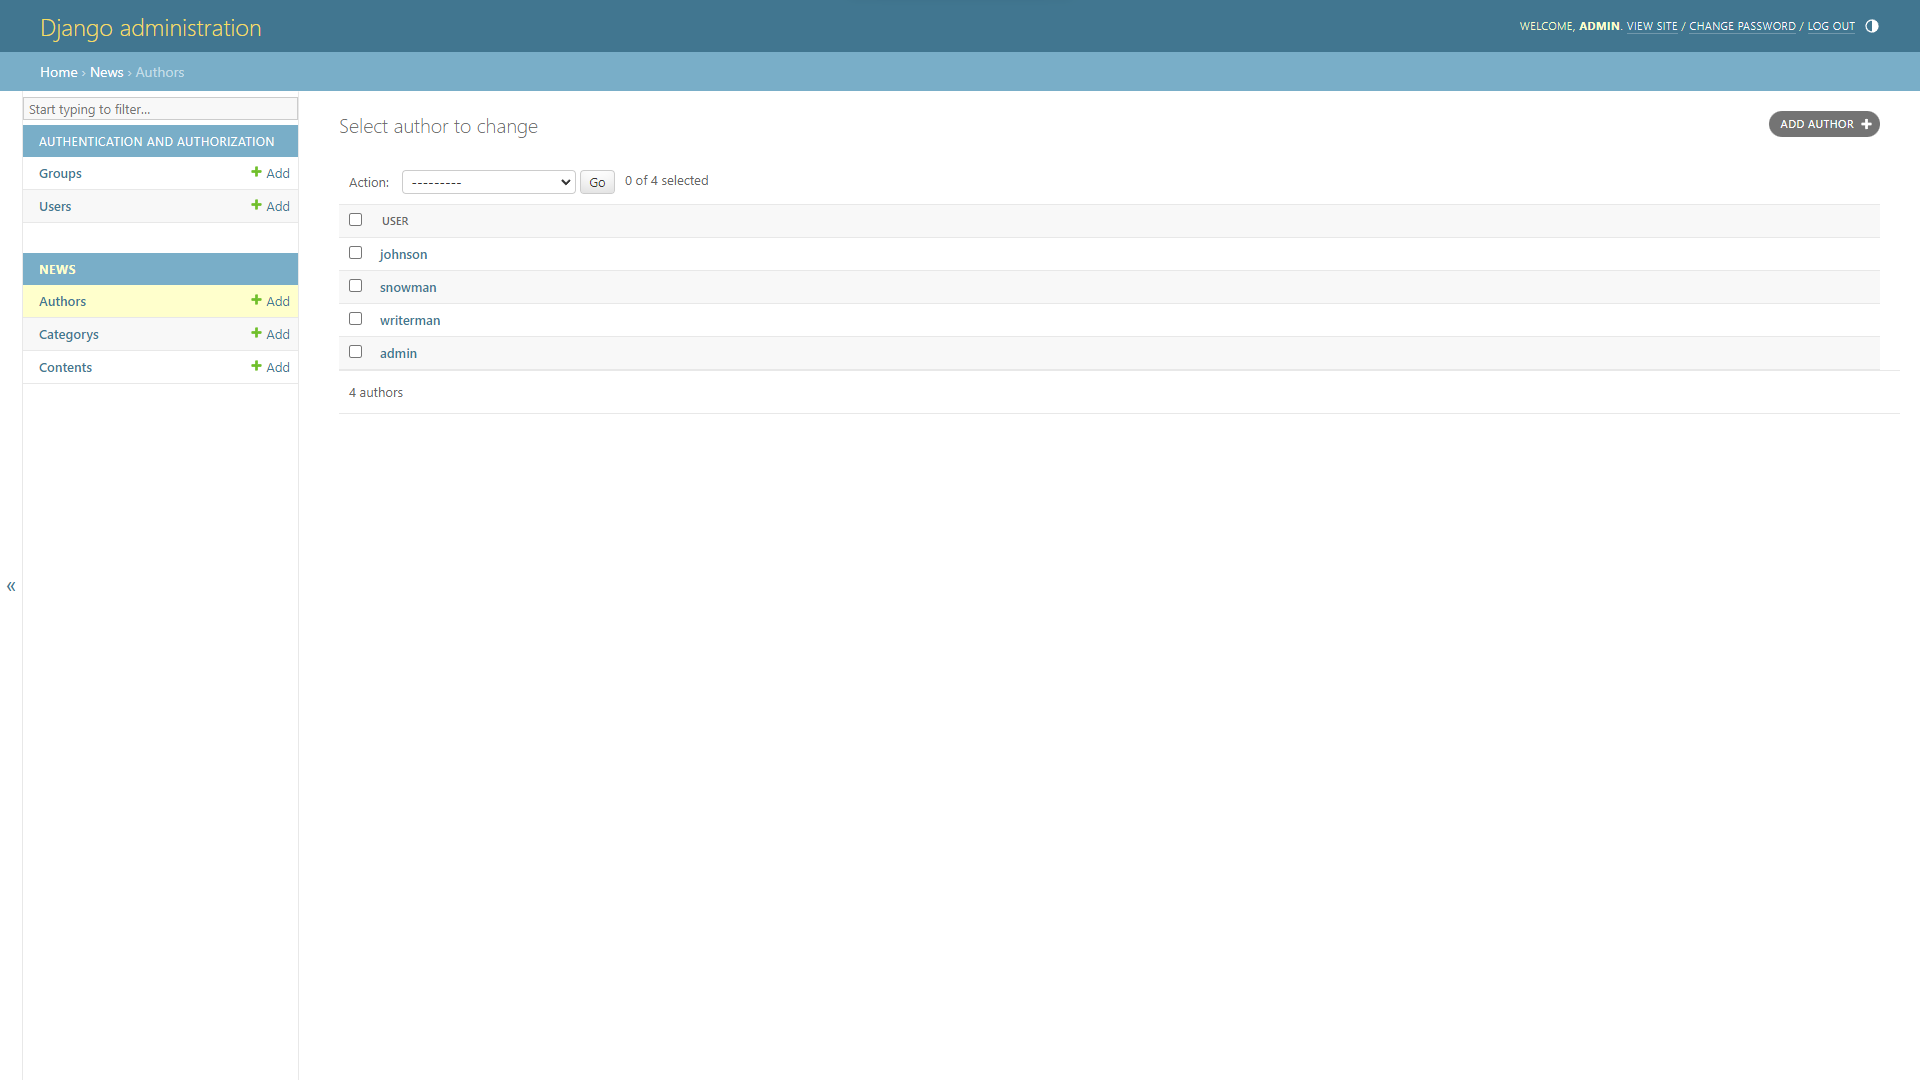 Django administration
WELCOME, ADMIN. VIEW SITE / CHANGE PASSWORD / LOG OUT
Home › News › Authors
Start typing to filter...
AUTHENTICATION AND AUTHORIZATION
Groups + Add
Users + Add
NEWS
Authors + Add
Categorys + Add
Contents + Add
«
Select author to change
ADD AUTHOR +
Action: --------- Go 0 of 4 selected
USER
johnson
snowman
writerman
admin
4 authors